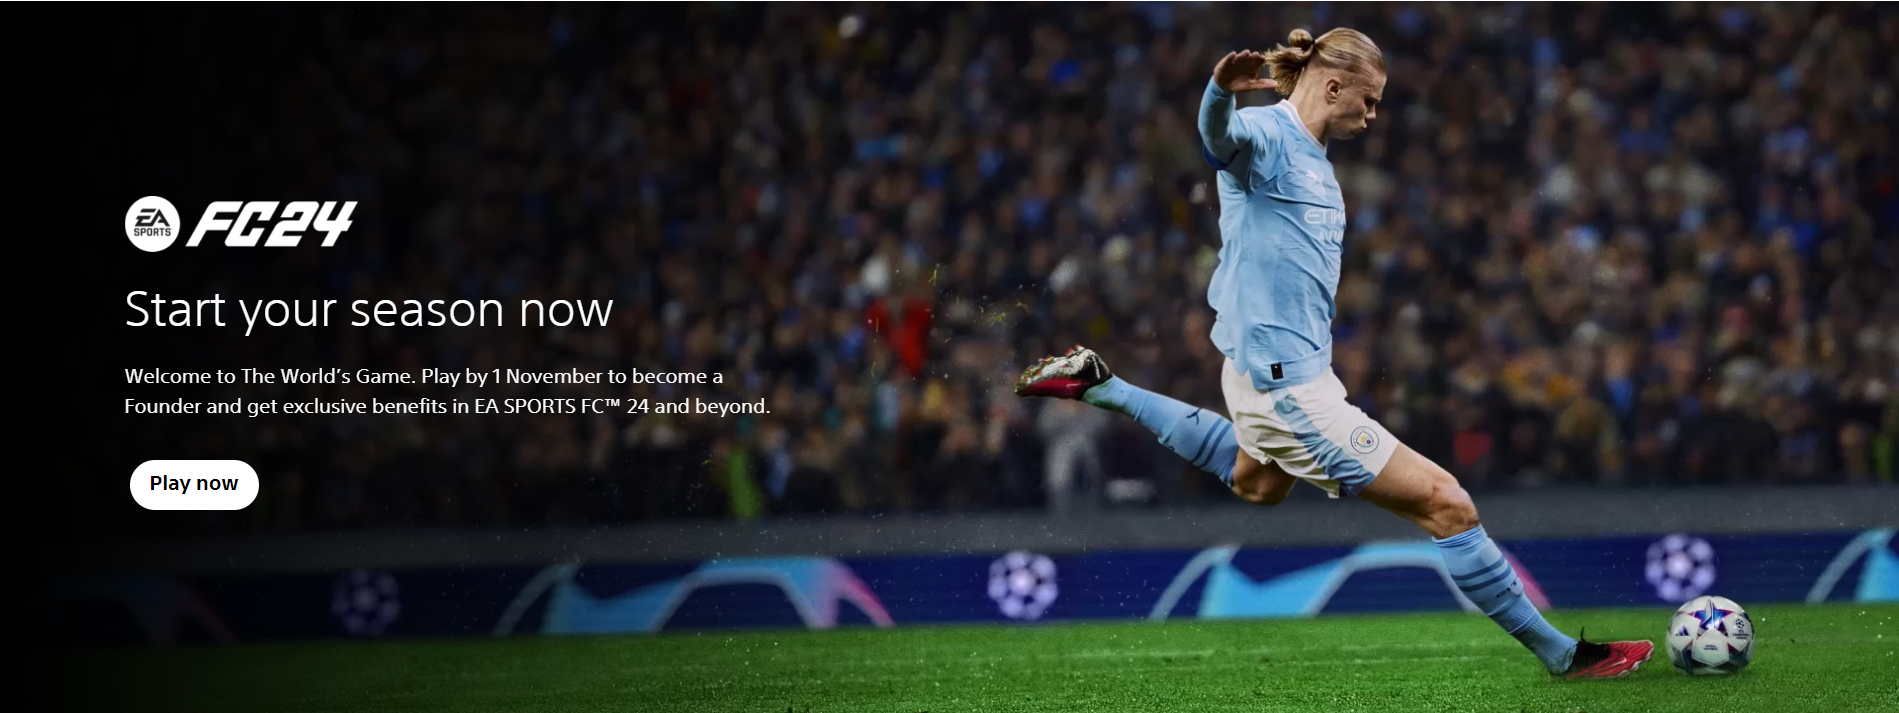 EA
SPORTS
FC24
Start your season now
Welcome to The World’s Game. Play by 1 November to become a
Founder and get exclusive benefits in EA SPORTS FC™ 24 and beyond.
Play now